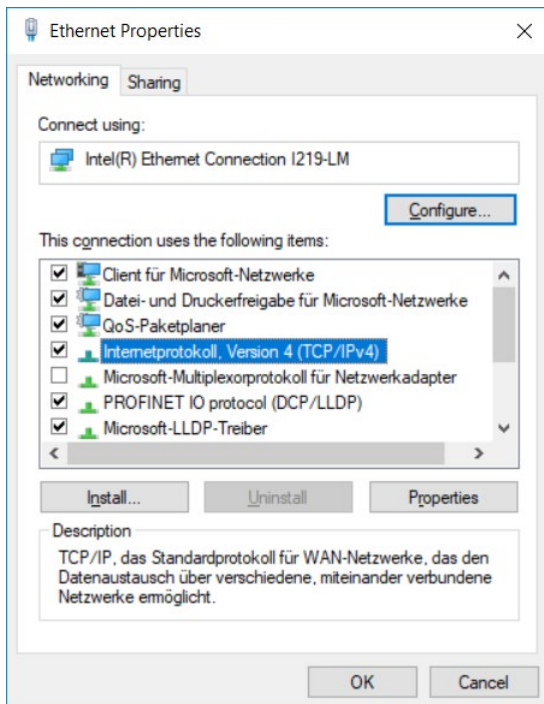 Ethernet Properties
Networking
Sharing
Connect using:
Intel(R) Ethernet Connection I219-LM
Configure...
This connection uses the following items:
Client für Microsoft-Netzwerke
Datei- und Druckerfreigabe für Microsoft-Netzwerke
QoS-Paketplaner
Internetprotokoll, Version 4 (TCP/IPv4)
Microsoft-Multiplexorprotokoll für Netzwerkadapter
PROFINET IO protocol (DCP/LLDP)
Microsoft-LLDP-Treiber
Install...
Uninstall
Properties
Description
TCP/IP, das Standardprotokoll für WAN-Netzwerke, das den
Datenaustausch über verschiedene, miteinander verbundene
Netzwerke ermöglicht.
OK
Cancel